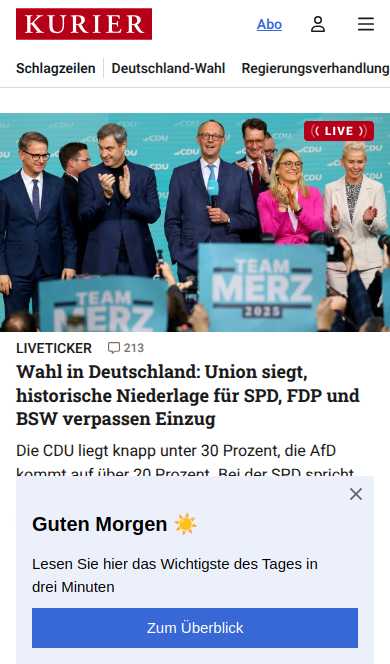 KURIER
Abo
Schlagzeilen
Deutschland-Wahl
Regierungsverhandlung
CDU
CDU
CDU
LIVE
TEAM
MERZ
2025
TEAM
MERZ
LIVETICKER
213
Wahl in Deutschland: Union siegt,
historische Niederlage für SPD, FDP und
BSW verpassen Einzug
Die CDU liegt knapp unter 30 Prozent, die AfD
kommt auf über 20 Prozent. Bei der SPD spricht
Guten Morgen ☀️
Lesen Sie hier das Wichtigste des Tages in
drei Minuten
Zum Überblick